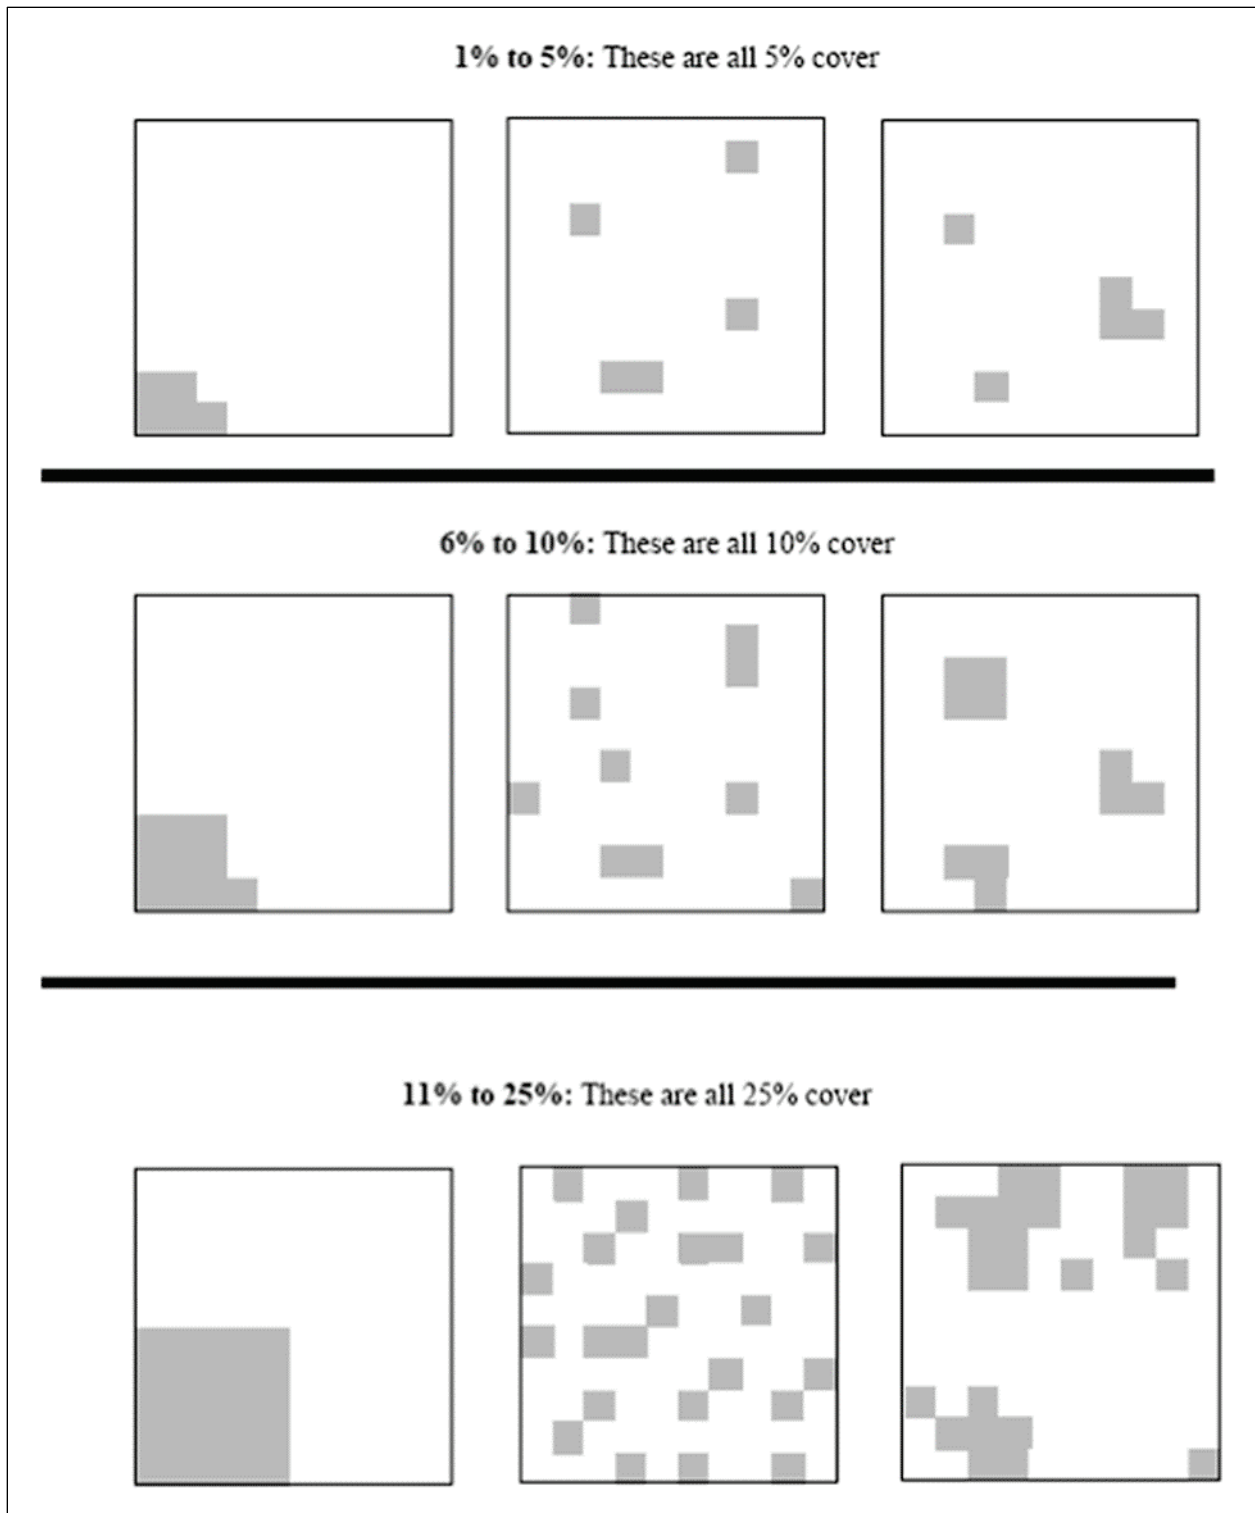 1% to 5%: These are all 5% cover
6% to 10%: These are all 10% cover
11% to 25%: These are all 25% cover